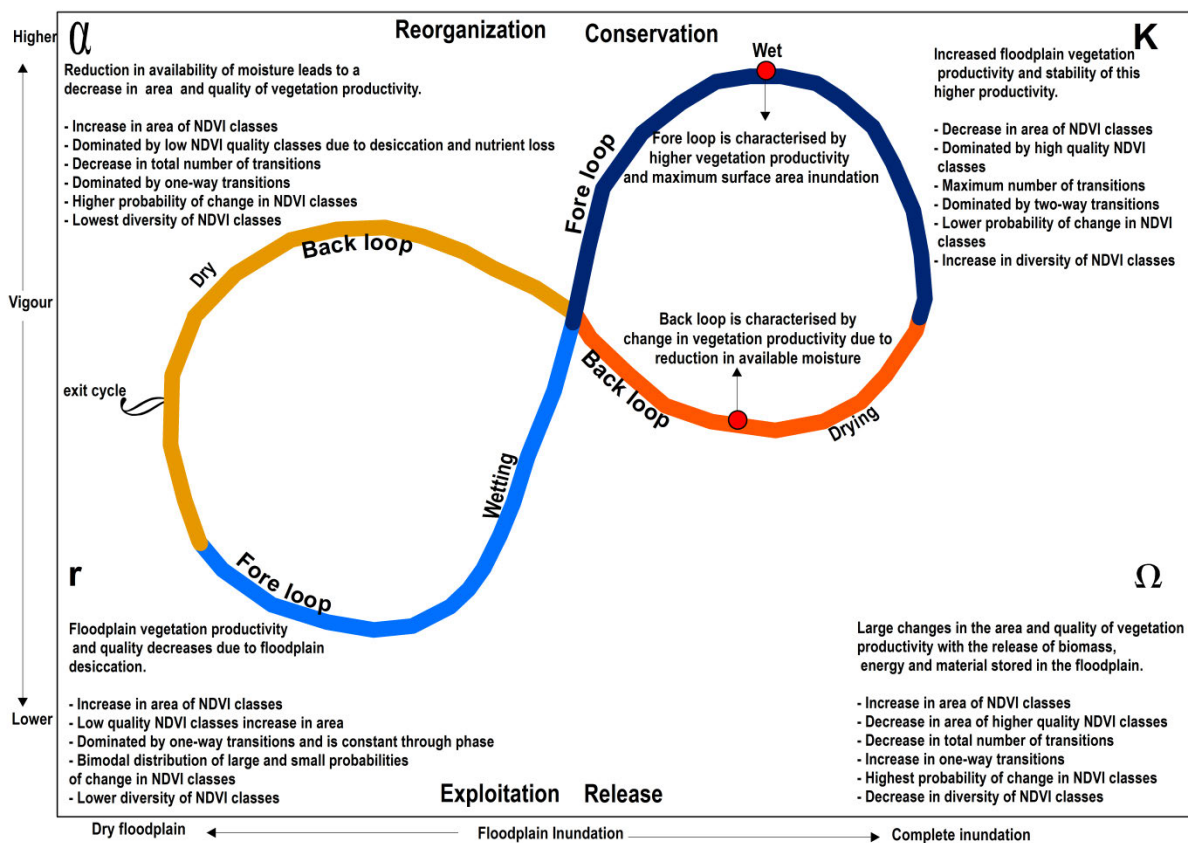 Higher
α
Reorganization
Conservation
K
Wet
Reduction in availability of moisture leads to a
decrease in area and quality of vegetation productivity.
- Increase in area of NDVI classes
- Dominated by low NDVI quality classes due to desiccation and nutrient loss
- Decrease in total number of transitions
- Dominated by one-way transitions
- Higher probability of change in NDVI classes
- Lowest diversity of NDVI classes
Increased floodplain vegetation
productivity and stability of this
higher productivity.
- Decrease in area of NDVI classes
- Dominated by high quality NDVI
classes
- Maximum number of transitions
- Dominated by two-way transitions
- Lower probability of change in NDVI
classes
- Increase in diversity of NDVI classes
Fore loop is characterised by
higher vegetation productivity
and maximum surface area inundation
Fore loop
Back loop
Dry
Vigour
exit cycle
Back loop is characterised by
change in vegetation productivity due to
reduction in available moisture
Back loop
Drying
Wetting
Fore loop
r
Ω
Floodplain vegetation productivity
and quality decreases due to floodplain
desiccation.
- Increase in area of NDVI classes
- Low quality NDVI classes increase in area
- Dominated by one-way transitions and is constant through phase
- Bimodal distribution of large and small probabilities
of change in NDVI classes
- Lower diversity of NDVI classes
Large changes in the area and quality of vegetation
productivity with the release of biomass,
energy and material stored in the floodplain.
- Increase in area of NDVI classes
- Decrease in area of higher quality NDVI classes
- Decrease in total number of transitions
- Increase in one-way transitions
- Highest probability of change in NDVI classes
- Decrease in diversity of NDVI classes
Lower
Exploitation
Release
Dry floodplain
Floodplain Inundation
Complete inundation